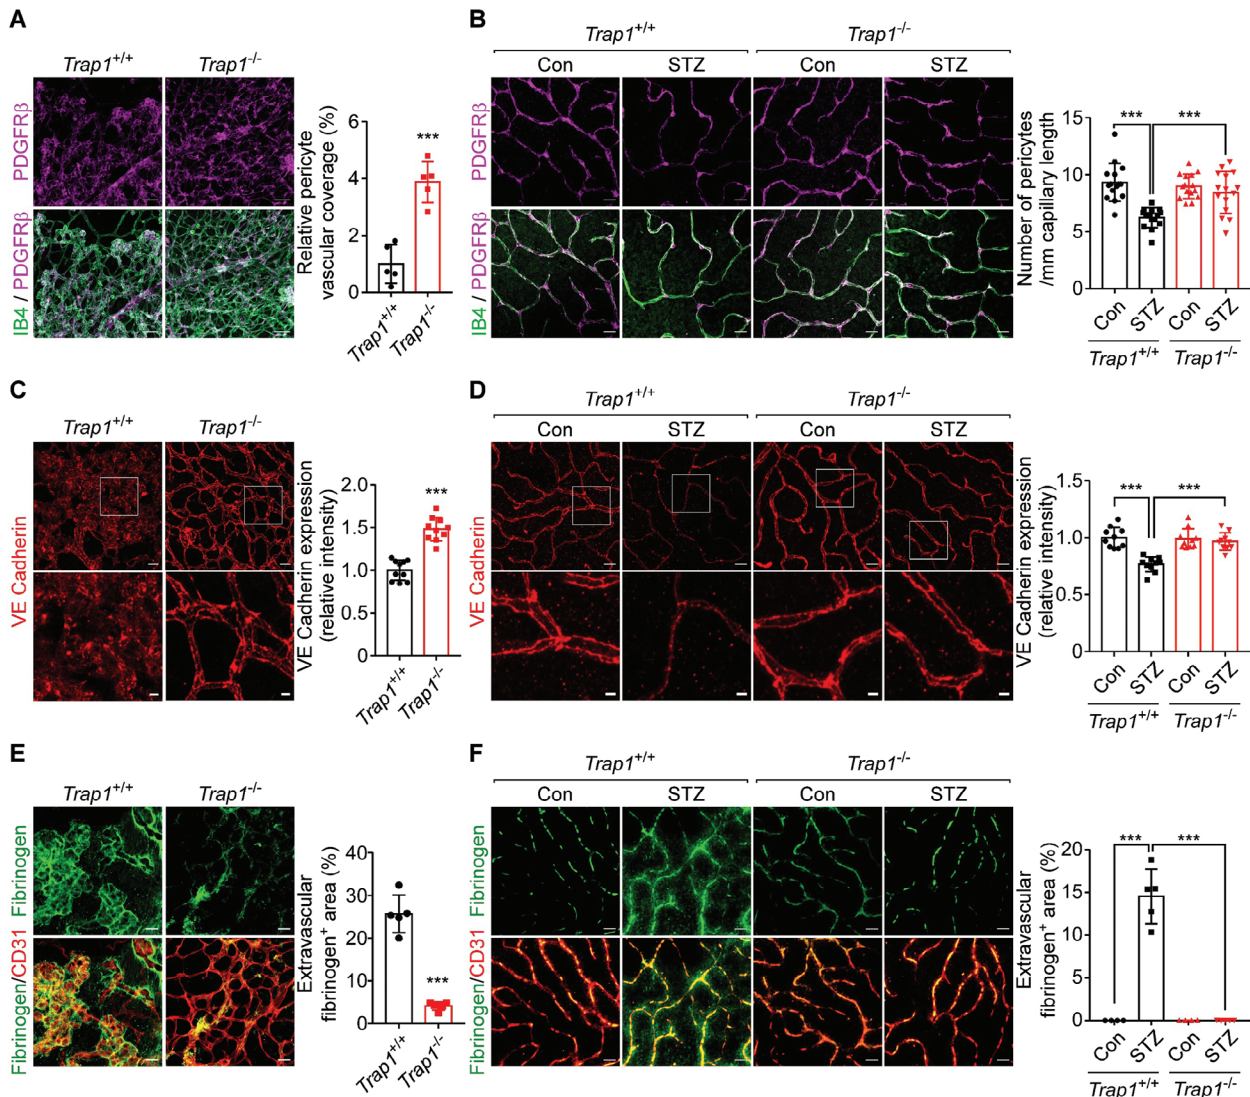 A
Trap1+/+
Trap1-/-
PDGFRβ
IB4 / PDGFRβ
Relative pericyte
vascular coverage (%)
6
4
2
0
***
Trap1+/+
Trap1-/-
B
Trap1+/+
Trap1-/-
Con
STZ
Con
STZ
PDGFRβ
IB4 / PDGFRβ
Number of pericytes
/mm capillary length
15
10
5
0
***
***
Con
STZ
Con
STZ
Trap1+/+
Trap1-/-
C
Trap1+/+
Trap1-/-
VE Cadherin
VE Cadherin expression
(relative intensity)
2.0
1.5
1.0
0.5
0
***
Trap1+/+
Trap1-/-
D
Trap1+/+
Trap1-/-
Con
STZ
Con
STZ
VE Cadherin
VE Cadherin expression
(relative intensity)
1.5
1.0
0.5
0
***
***
Con
STZ
Con
STZ
Trap1+/+
Trap1-/-
E
Trap1+/+
Trap1-/-
Fibrinogen
Fibrinogen/CD31
Extravascular
fibrinogen+ area (%)
40
30
20
10
0
***
Trap1+/+
Trap1-/-
F
Trap1+/+
Trap1-/-
Con
STZ
Con
STZ
Fibrinogen
Fibrinogen/CD31
Extravascular
fibrinogen+ area (%)
20
15
10
5
0
***
***
Con
STZ
Con
STZ
Trap1+/+
Trap1-/-